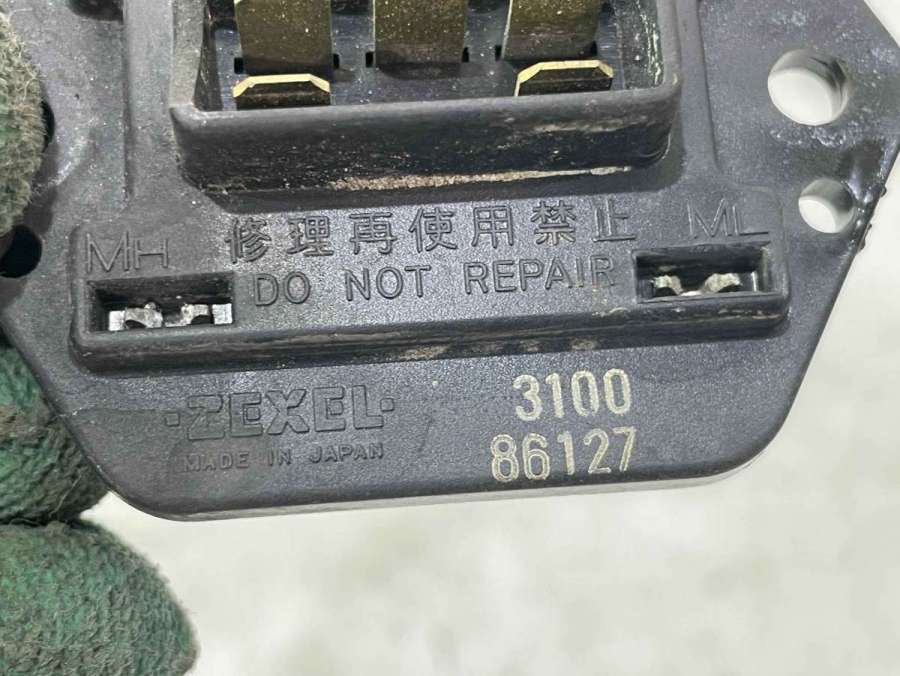 MH 修理再使用禁止 ML
DO NOT REPAIR
·ZEXEL·
MADE IN JAPAN
3100
86127